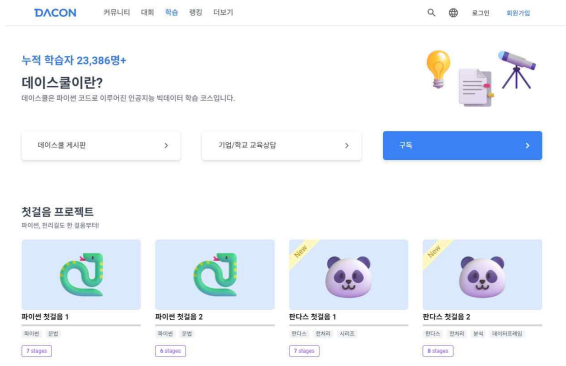 DACON
커뮤니티 대회 학습 랭킹 더보기
로그인 회원가입
누적 학습자 23,386명+
데이스쿨이란?
데이스쿨은 파이썬 코드로 이루어진 인공지능 빅데이터 학습 코스입니다.
데이스쿨 게시판
기업/학교 교육상담
구독
첫걸음 프로젝트
파이썬, 천리길도 한 걸음부터!
New
New
파이썬 첫걸음 1
파이썬 첫걸음 2
판다스 첫걸음 1
판다스 첫걸음 2
파이썬 문법
파이썬 문법
판다스 전처리 시리즈
판다스 전처리 분석 데이터프레임
7 stages
6 stages
7 stages
8 stages